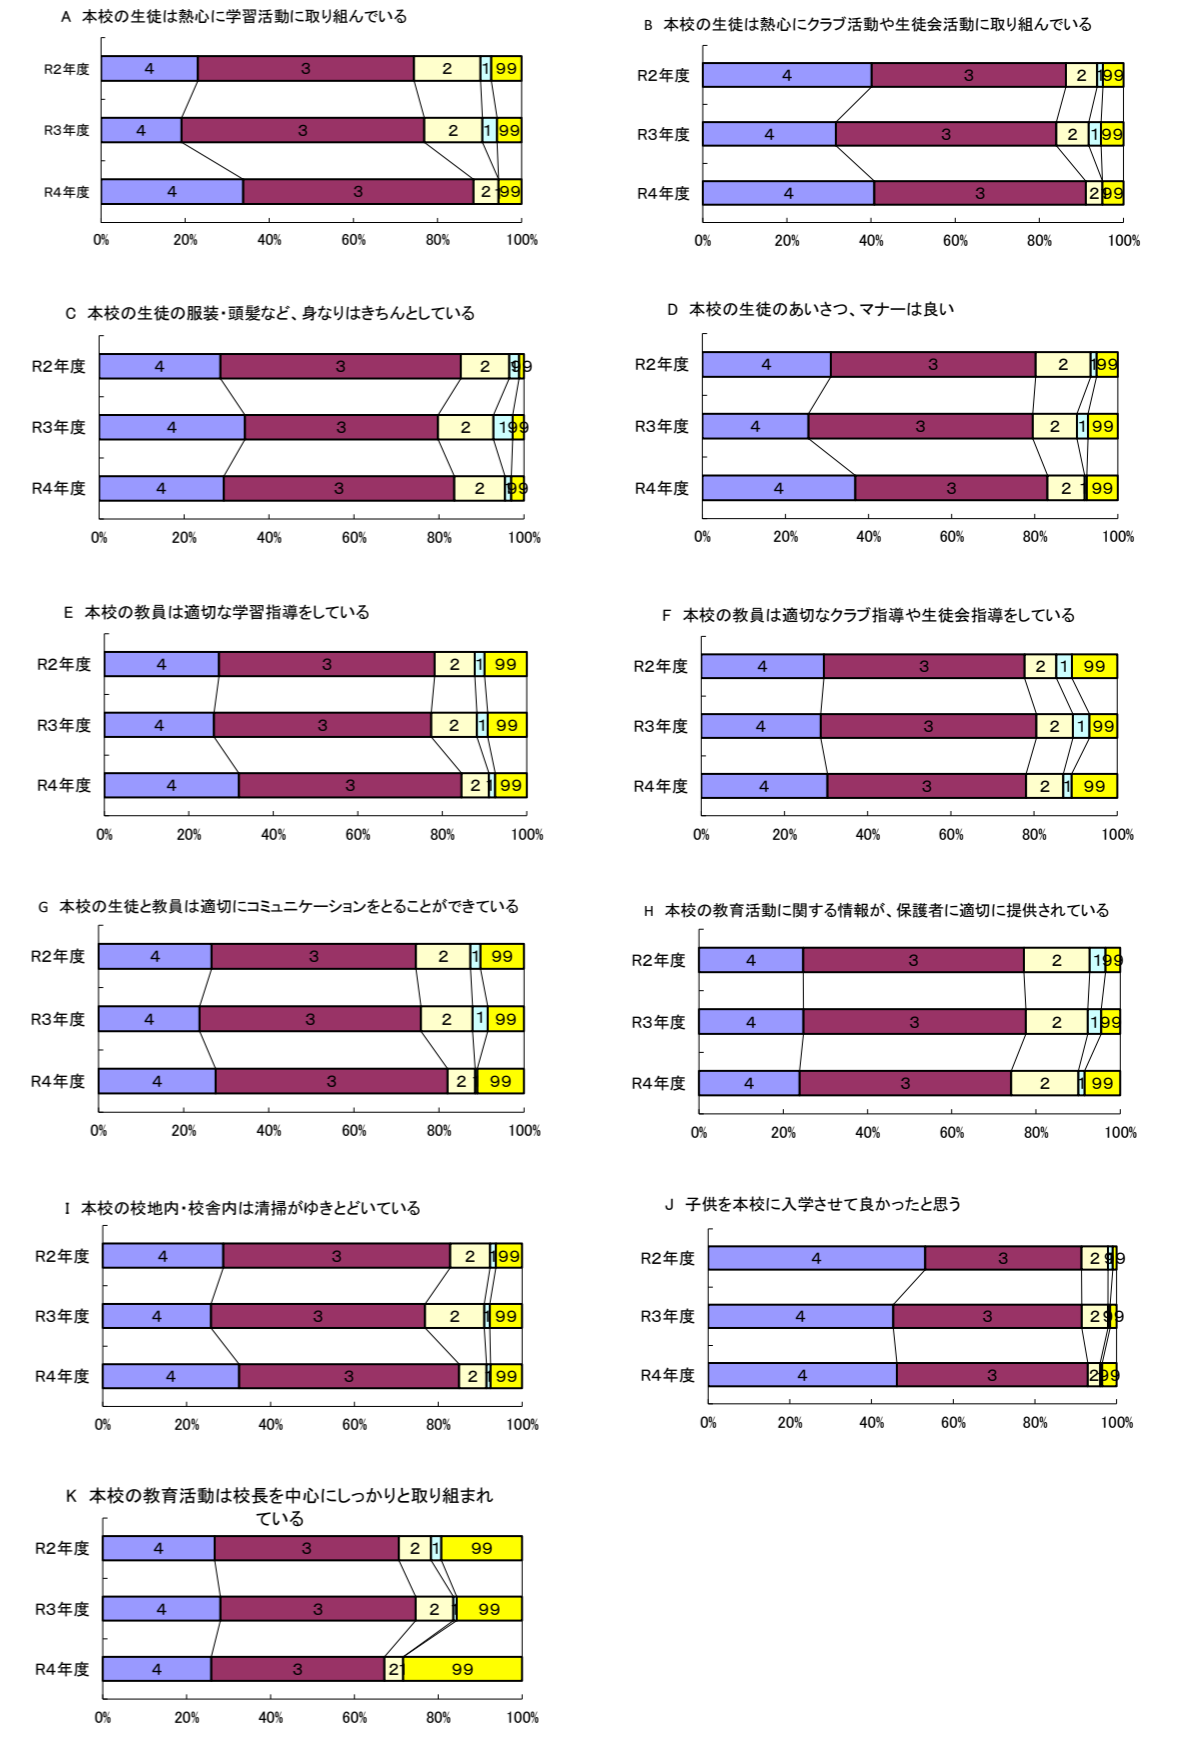 A 本校の生徒は熱心に学習活動に取り組んでいる
R2年度 4 3 2 1 99
R3年度 4 3 2 1 99
R4年度 4 3 2 1 99
0% 20% 40% 60% 80% 100%
B 本校の生徒は熱心にクラブ活動や生徒会活動に取り組んでいる
R2年度 4 3 2 1 99
R3年度 4 3 2 1 99
R4年度 4 3 2 99
0% 20% 40% 60% 80% 100%
C 本校の生徒の服装・頭髪など、身なりはきちんとしている
R2年度 4 3 2 1 99
R3年度 4 3 2 1 99
R4年度 4 3 2 1 99
0% 20% 40% 60% 80% 100%
D 本校の生徒のあいさつ、マナーは良い
R2年度 4 3 2 1 99
R3年度 4 3 2 1 99
R4年度 4 3 2 1 99
0% 20% 40% 60% 80% 100%
E 本校の教員は適切な学習指導をしている
R2年度 4 3 2 1 99
R3年度 4 3 2 1 99
R4年度 4 3 2 1 99
0% 20% 40% 60% 80% 100%
F 本校の教員は適切なクラブ指導や生徒会指導をしている
R2年度 4 3 2 1 99
R3年度 4 3 2 1 99
R4年度 4 3 2 1 99
0% 20% 40% 60% 80% 100%
G 本校の生徒と教員は適切にコミュニケーションをとることができている
R2年度 4 3 2 1 99
R3年度 4 3 2 1 99
R4年度 4 3 2 1 99
0% 20% 40% 60% 80% 100%
H 本校の教育活動に関する情報が、保護者に適切に提供されている
R2年度 4 3 2 1 99
R3年度 4 3 2 1 99
R4年度 4 3 2 1 99
0% 20% 40% 60% 80% 100%
I 本校の校地内・校舎内は清掃がゆきとどいている
R2年度 4 3 2 1 99
R3年度 4 3 2 1 99
R4年度 4 3 2 1 99
0% 20% 40% 60% 80% 100%
J 子供を本校に入学させて良かったと思う
R2年度 4 3 2 99
R3年度 4 3 2 99
R4年度 4 3 2 99
0% 20% 40% 60% 80% 100%
K 本校の教育活動は校長を中心にしっかりと取り組まれ
ている
R2年度 4 3 2 1 99
R3年度 4 3 2 1 99
R4年度 4 3 2 1 99
0% 20% 40% 60% 80% 100%